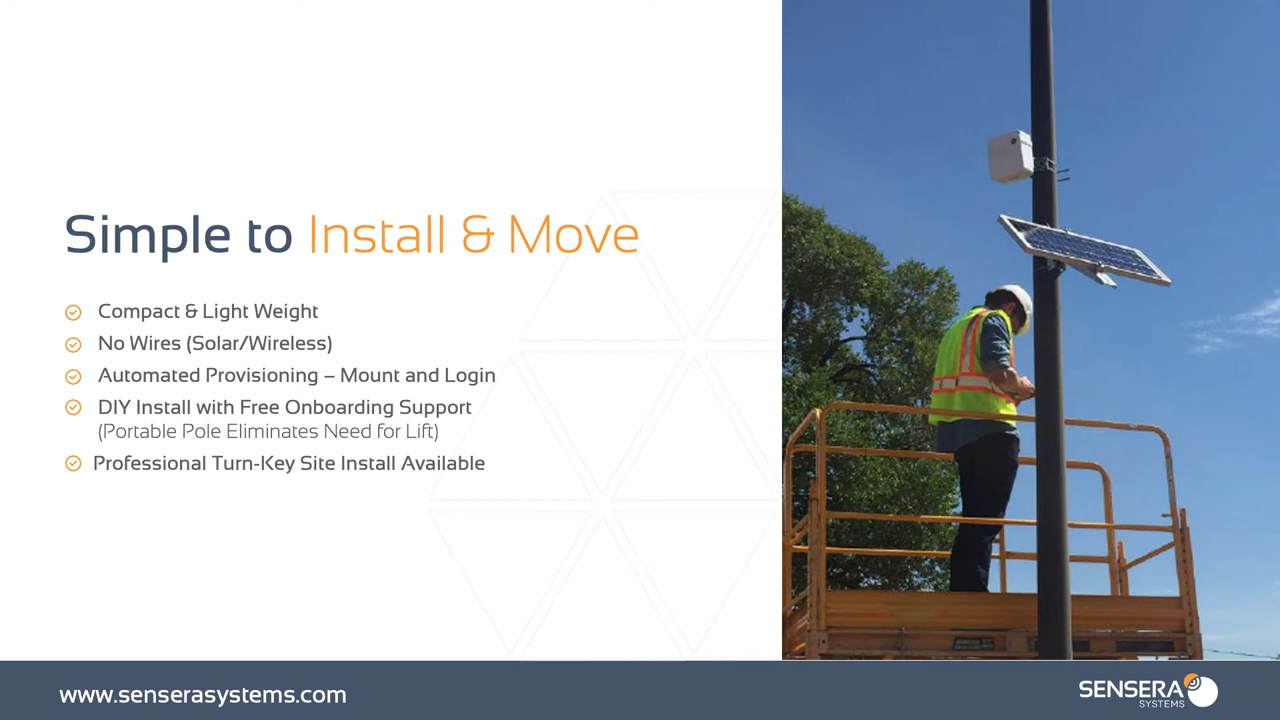 Simple to Install & Move
Compact & Light Weight
No Wires (Solar/Wireless)
Automated Provisioning – Mount and Login
DIY Install with Free Onboarding Support
(Portable Pole Eliminates Need for Lift)
Professional Turn-Key Site Install Available
www.senserasystems.com
SENSERA
SYSTEMS